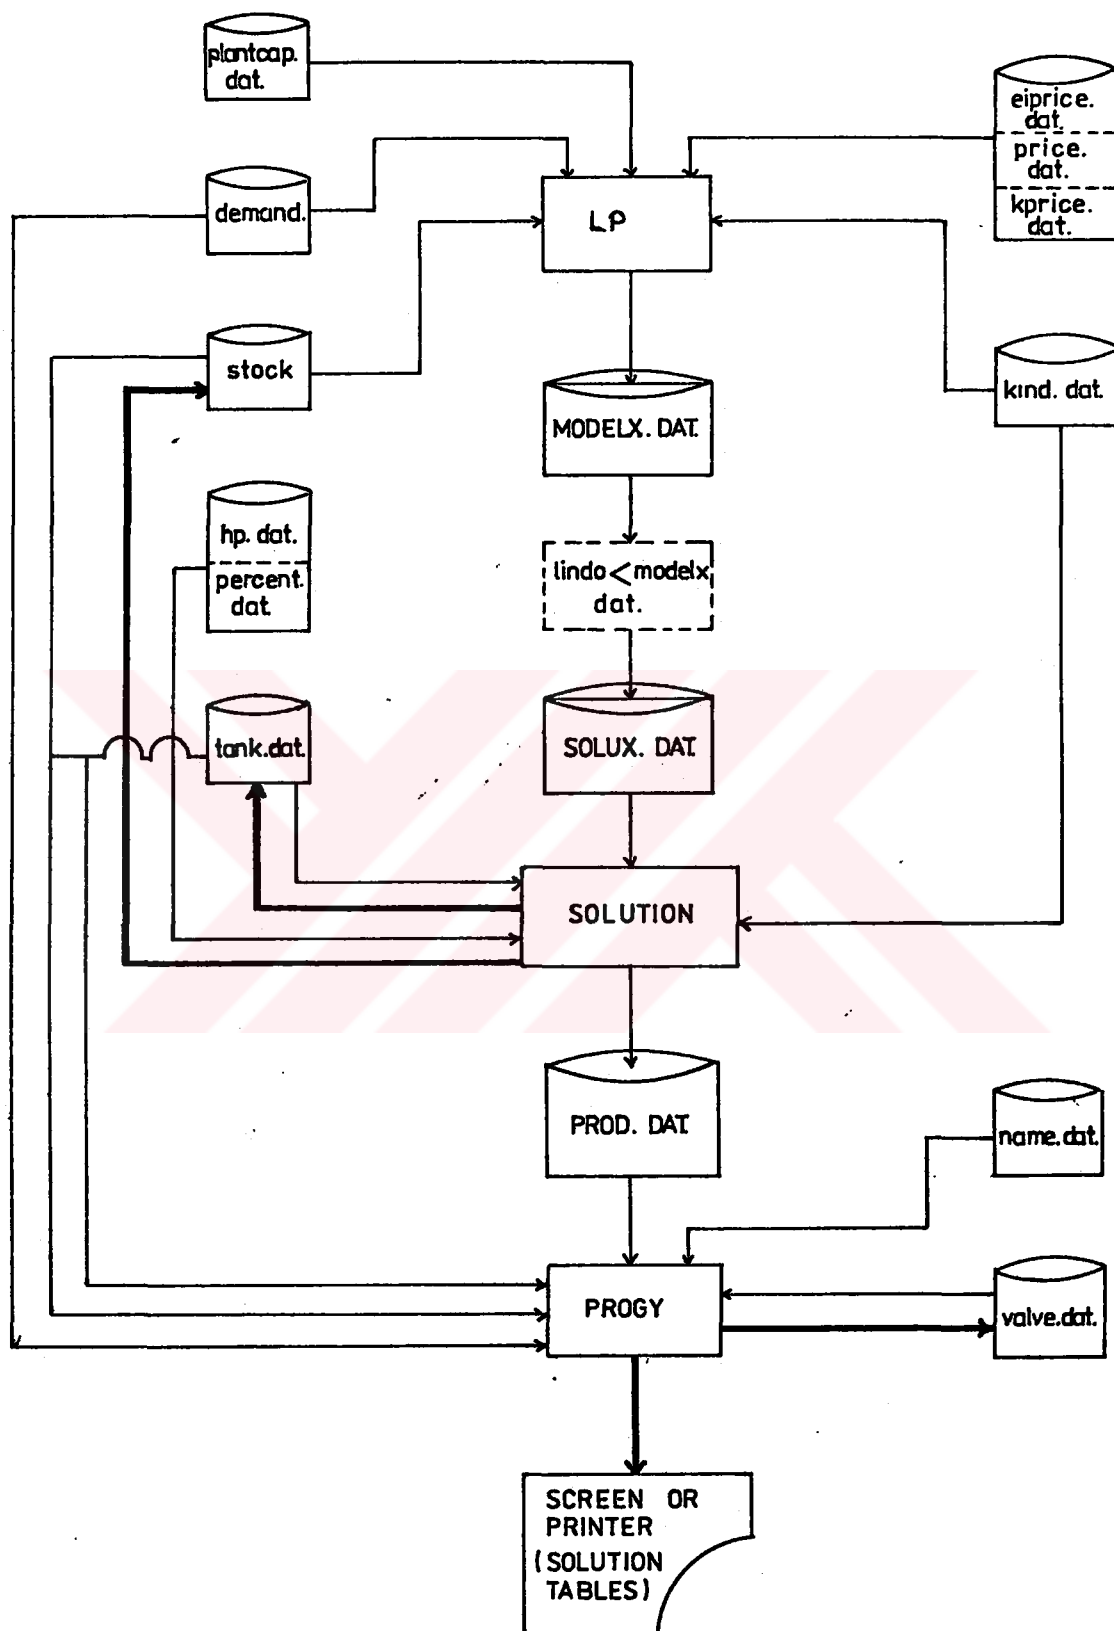 plantcap.
dat.
eiprice.
dat.
price.
dat.
kprice.
dat.
demand.
LP
stock
kind. dat.
MODELX. DAT.
hp. dat.
percent.
dat.
lindo < modelx
dat.
tank.dat.
SOLUX. DAT.
SOLUTION
PROD. DAT.
name.dat.
PROGY
valve.dat.
SCREEN OR
PRINTER
(SOLUTION
TABLES)